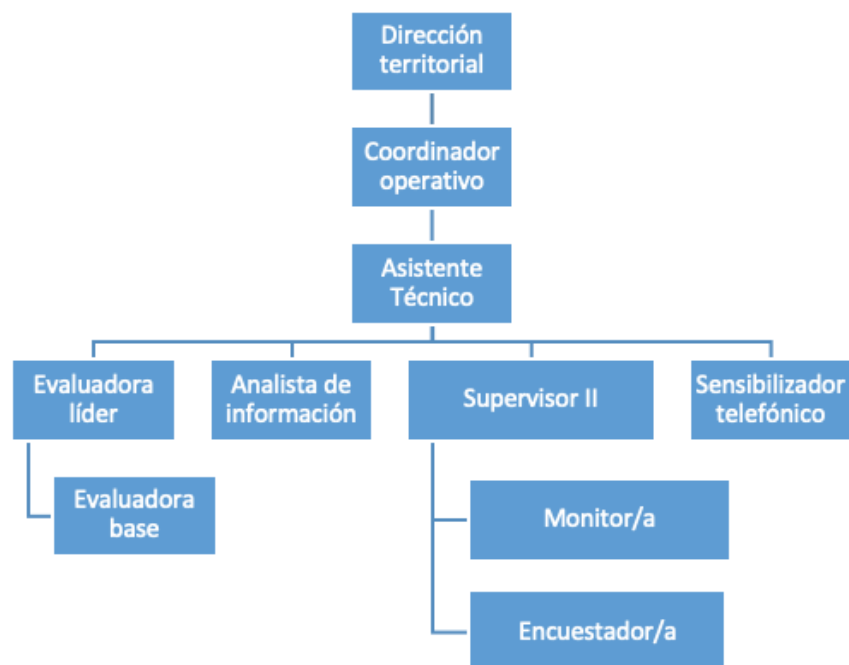 Dirección
territorial
Coordinador
operativo
Asistente
Técnico
Evaluadora
líder
Analista de
información
Supervisor II
Sensibilizador
telefónico
Evaluadora
base
Monitor/a
Encuestador/a